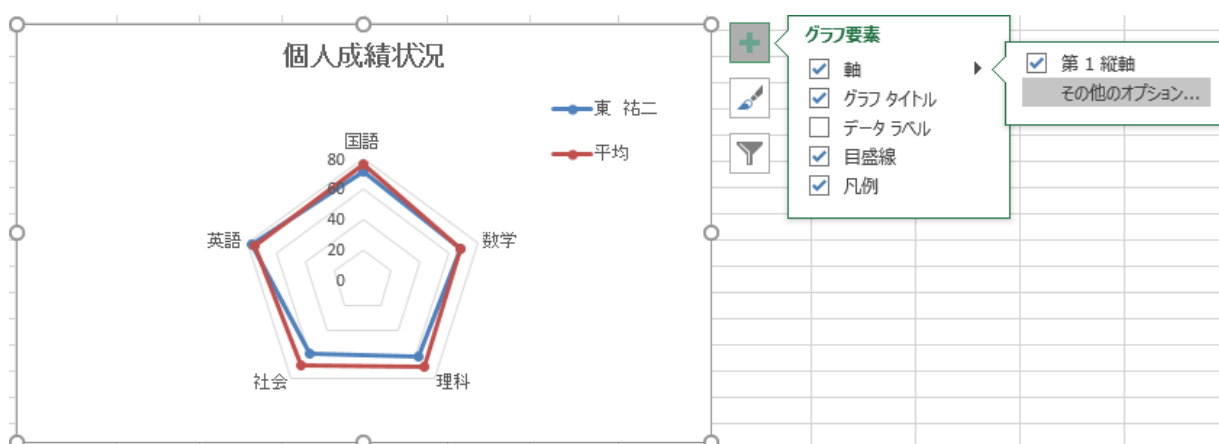 個人成績状況
東 祐二
平均
国語
80
60
40
20
0
英語
数学
社会
理科
グラフ要素
軸
グラフ タイトル
データ ラベル
目盛線
凡例
第 1 縦軸
その他のオプション...